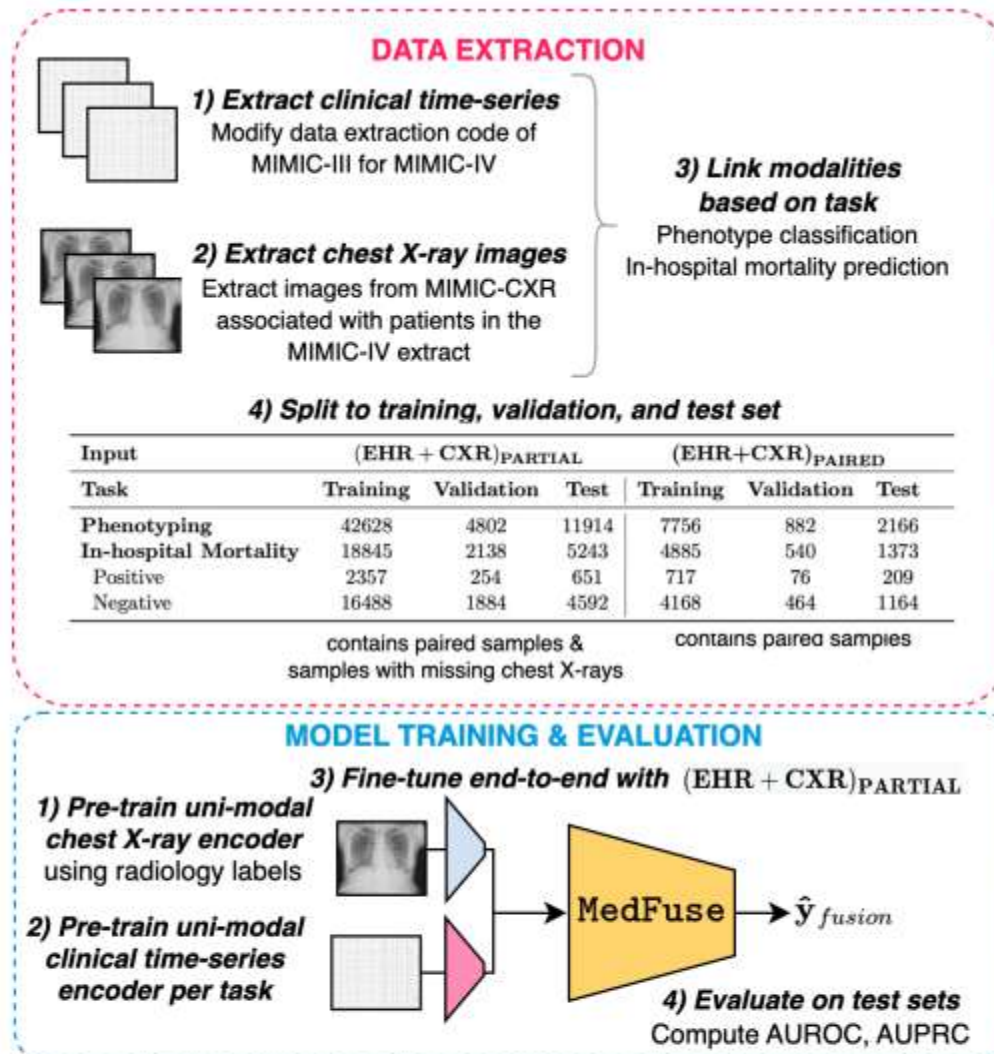 DATA EXTRACTION
1) Extract clinical time-series
Modify data extraction code of
MIMIC-III for MIMIC-IV
2) Extract chest X-ray images
Extract images from MIMIC-CXR
associated with patients in the
MIMIC-IV extract
3) Link modalities
based on task
Phenotype classification
In-hospital mortality prediction
4) Split to training, validation, and test set
Input (EHR + CXR)PARTIAL (EHR+CXR)PAIRED
Task Training Validation Test Training Validation Test
Phenotyping 42628 4802 11914 7756 882 2166
In-hospital Mortality 18845 2138 5243 4885 540 1373
Positive 2357 254 651 717 76 209
Negative 16488 1884 4592 4168 464 1164
contains paired samples &
samples with missing chest X-rays
contains paired samples
MODEL TRAINING & EVALUATION
3) Fine-tune end-to-end with (EHR + CXR)PARTIAL
1) Pre-train uni-modal
chest X-ray encoder
using radiology labels
2) Pre-train uni-modal
clinical time-series
encoder per task
MedFuse
ŷfusion
4) Evaluate on test sets
Compute AUROC, AUPRC